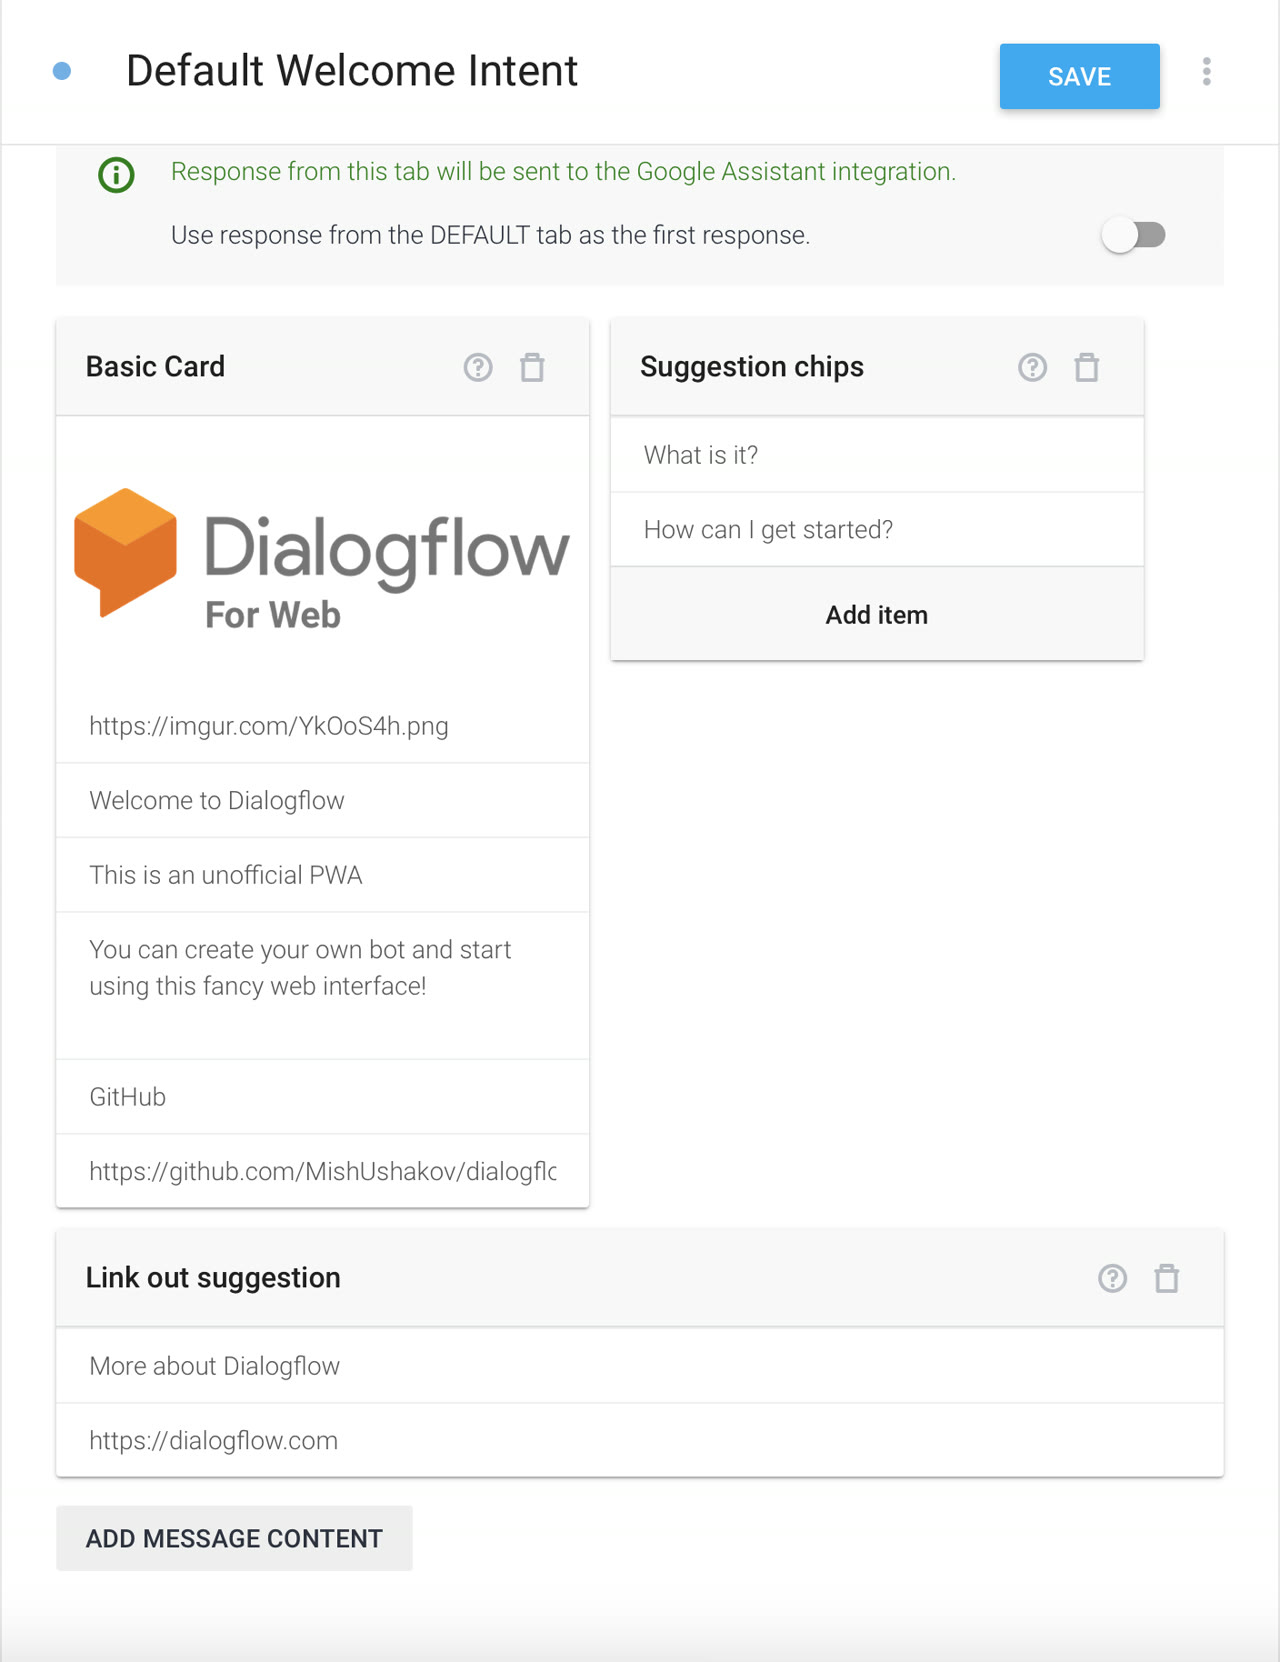 Default Welcome Intent
SAVE
Response from this tab will be sent to the Google Assistant integration.
Use response from the DEFAULT tab as the first response.
Basic Card
Dialogflow
For Web
https://imgur.com/YkOoS4h.png
Welcome to Dialogflow
This is an unofficial PWA
You can create your own bot and start
using this fancy web interface!
GitHub
https://github.com/MishUshakov/dialogflo
Suggestion chips
What is it?
How can I get started?
Add item
Link out suggestion
More about Dialogflow
https://dialogflow.com
ADD MESSAGE CONTENT